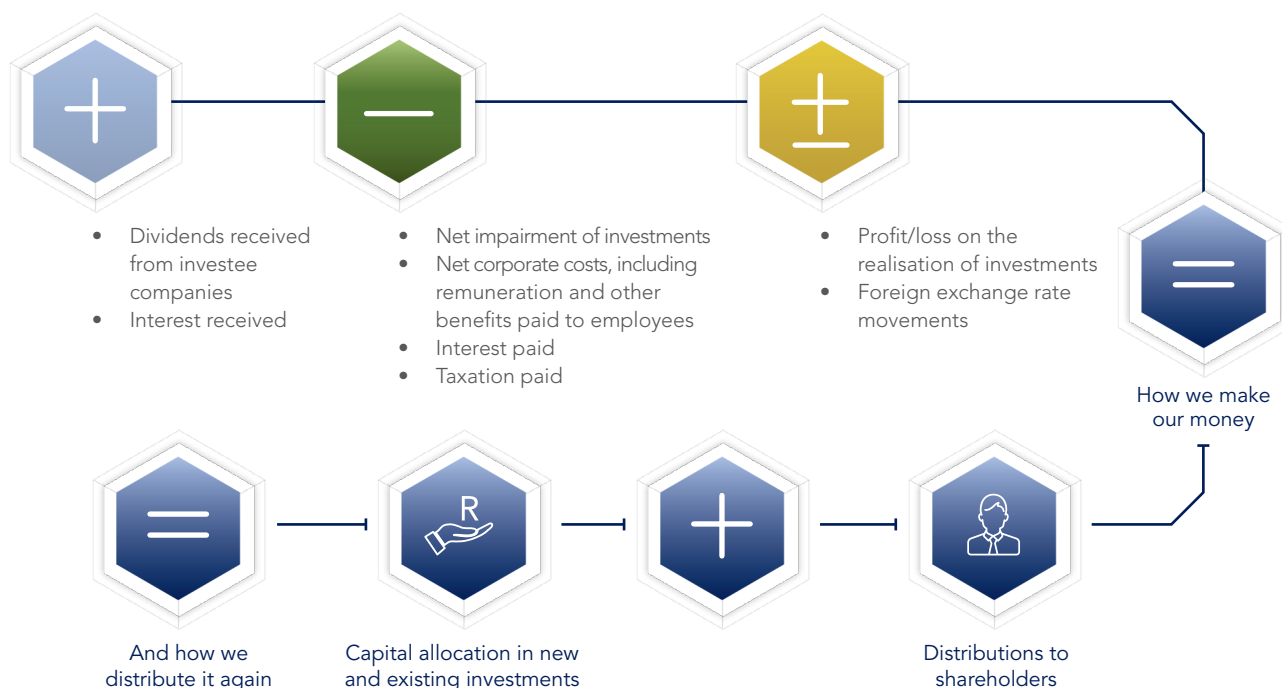 • Dividends received
from investee
companies
• Interest received
• Net impairment of investments
• Net corporate costs, including
remuneration and other
benefits paid to employees
• Interest paid
• Taxation paid
• Profit/loss on the
realisation of investments
• Foreign exchange rate
movements
How we make
our money
R
And how we
distribute it again
Capital allocation in new
and existing investments
Distributions to
shareholders